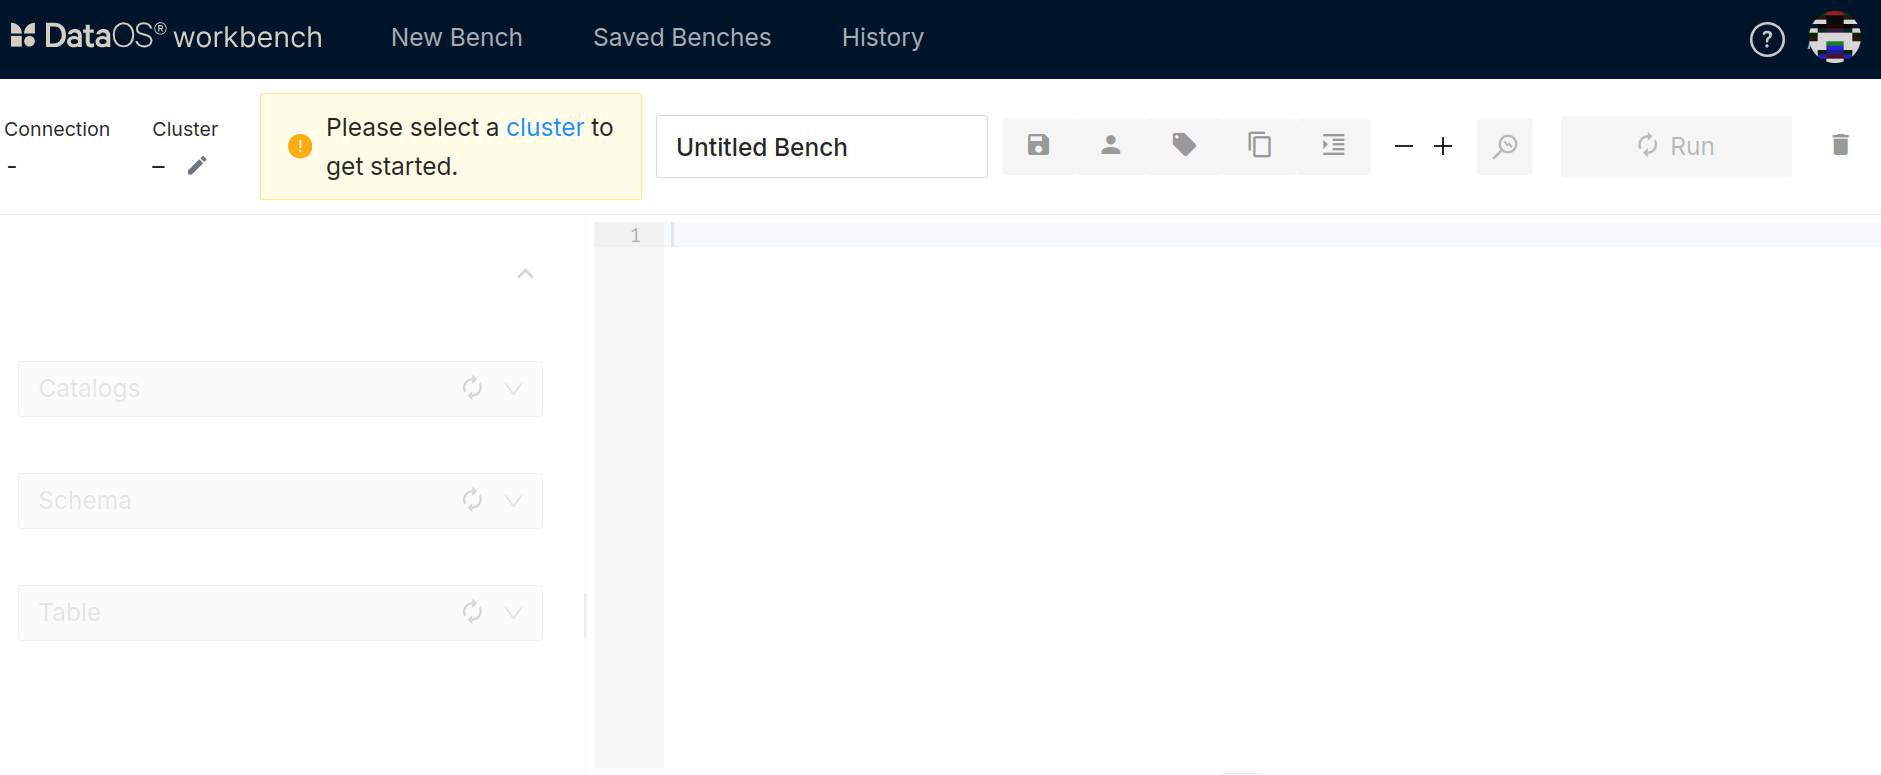 DataOS® workbench
New Bench
Saved Benches
History
?
Connection
-
Cluster
–
! Please select a cluster to
get started.
Untitled Bench
Run
1
Catalogs
Schema
Table